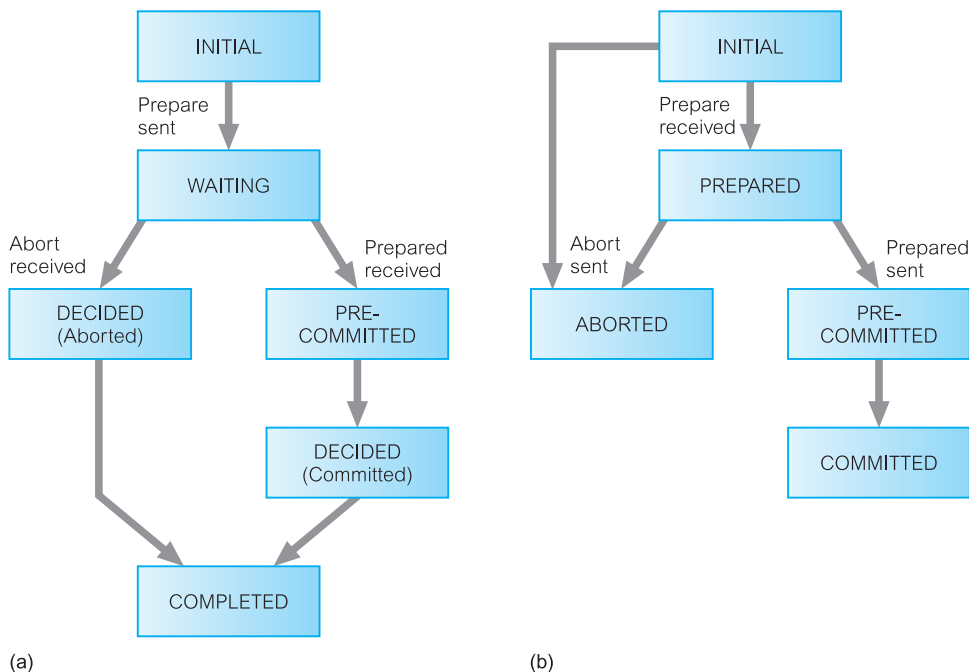 INITIAL
Prepare
sent
WAITING
Abort
received
Prepared
received
DECIDED
(Aborted)
PRE-
COMMITTED
DECIDED
(Committed)
COMPLETED
(a)
INITIAL
Prepare
received
PREPARED
Abort
sent
Prepared
sent
ABORTED
PRE-
COMMITTED
COMMITTED
(b)